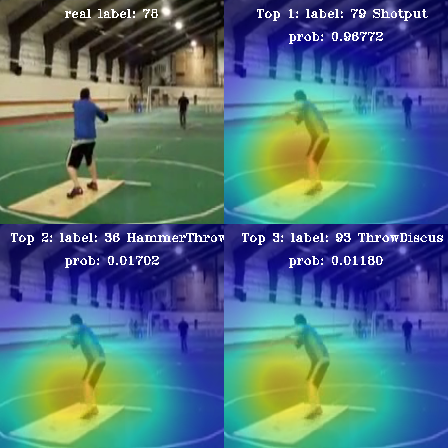 real label: 78
Top 1: label: 79 Shotput
prob: 0.96772
Top 2: label: 36 HammerThrow
prob: 0.01702
Top 3: label: 93 ThrowDiscus
prob: 0.01180